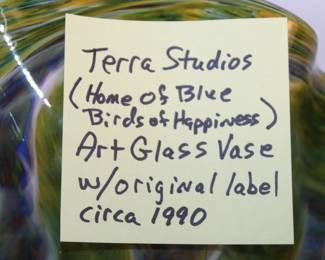 Terra Studios
(Home of Blue
Birds of Happiness)
Art Glass Vase
w/original label
circa 1990